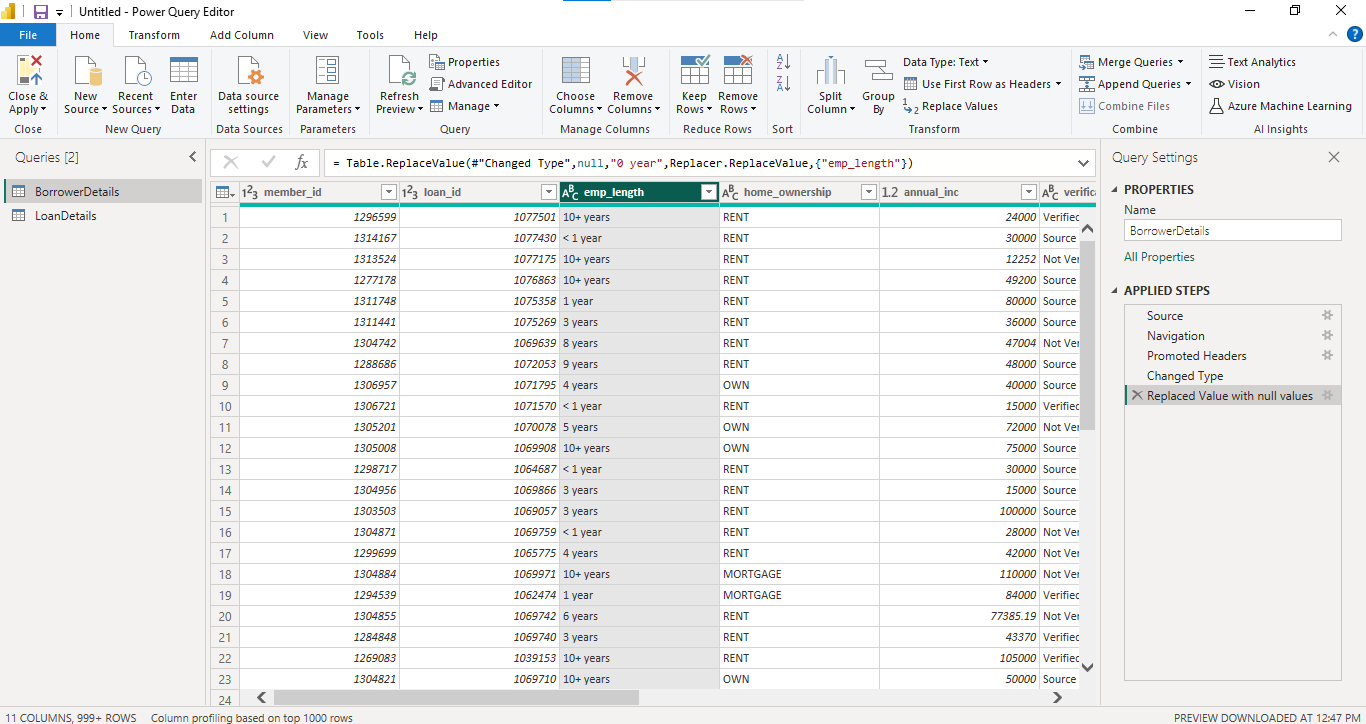 Untitled - Power Query Editor
File Home Transform Add Column View Tools Help
Close & Apply
New Source
Recent Sources
Enter Data
Data source settings
Manage Parameters
Refresh Preview
Properties
Advanced Editor
Manage
Choose Columns
Remove Columns
Keep Rows
Remove Rows
Split Column
Group By
Data Type: Text
Use First Row as Headers
Replace Values
Merge Queries
Append Queries
Combine Files
Text Analytics
Vision
Azure Machine Learning
Close New Query Data Sources Parameters Query Manage Columns Reduce Rows Sort Transform Combine AI Insights
Queries [2]
BorrowerDetails
LoanDetails
= Table.ReplaceValue(#"Changed Type",null,"0 year",Replacer.ReplaceValue,{"emp_length"})
member_id loan_id emp_length home_ownership 1.2 annual_inc verifica
1 1296599 1077501 10+ years RENT 24000 Verified
2 1314167 1077430 < 1 year RENT 30000 Source
3 1313524 1077175 10+ years RENT 12252 Not Ver
4 1277178 1076863 10+ years RENT 49200 Source
5 1311748 1075358 1 year RENT 80000 Source
6 1311441 1075269 3 years RENT 36000 Source
7 1304742 1069639 8 years RENT 47004 Not Ver
8 1288686 1072053 9 years RENT 48000 Source
9 1306957 1071795 4 years OWN 40000 Source
10 1306721 1071570 < 1 year RENT 15000 Verified
11 1305201 1070078 5 years OWN 72000 Not Ver
12 1305008 1069908 10+ years OWN 75000 Source
13 1298717 1064687 < 1 year RENT 30000 Source
14 1304956 1069866 3 years RENT 15000 Source
15 1303503 1069057 3 years RENT 100000 Source
16 1304871 1069759 < 1 year RENT 28000 Not Ver
17 1299699 1065775 4 years RENT 42000 Not Ver
18 1304884 1069971 10+ years MORTGAGE 110000 Not Ver
19 1294539 1062474 1 year MORTGAGE 84000 Verified
20 1304855 1069742 6 years RENT 77385.19 Not Ver
21 1284848 1069740 3 years RENT 43370 Verified
22 1269083 1039153 10+ years RENT 105000 Verified
23 1304821 1069710 10+ years OWN 50000 Source
24
Query Settings
PROPERTIES
Name
BorrowerDetails
All Properties
APPLIED STEPS
Source
Navigation
Promoted Headers
Changed Type
Replaced Value with null values
11 COLUMNS, 999+ ROWS Column profiling based on top 1000 rows PREVIEW DOWNLOADED AT 12:47 PM